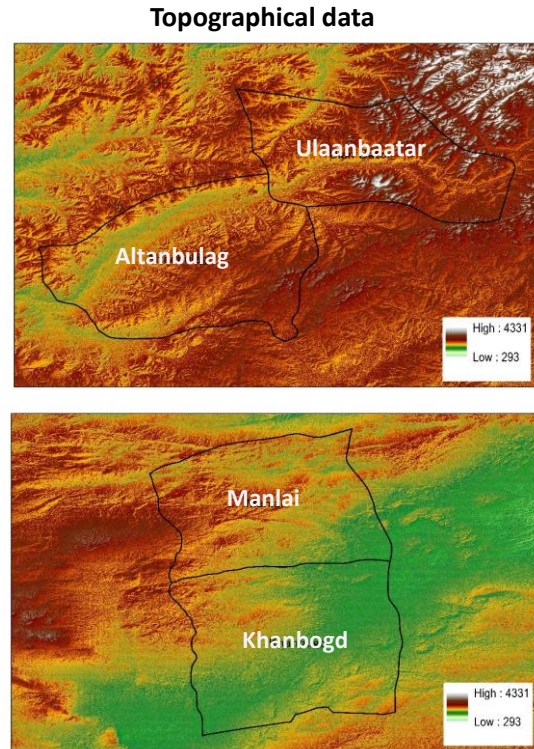 Topographical data
Ulaanbaatar
Altanbulag
High : 4331
Low : 293
Manlai
Khanbogd
High : 4331
Low : 293